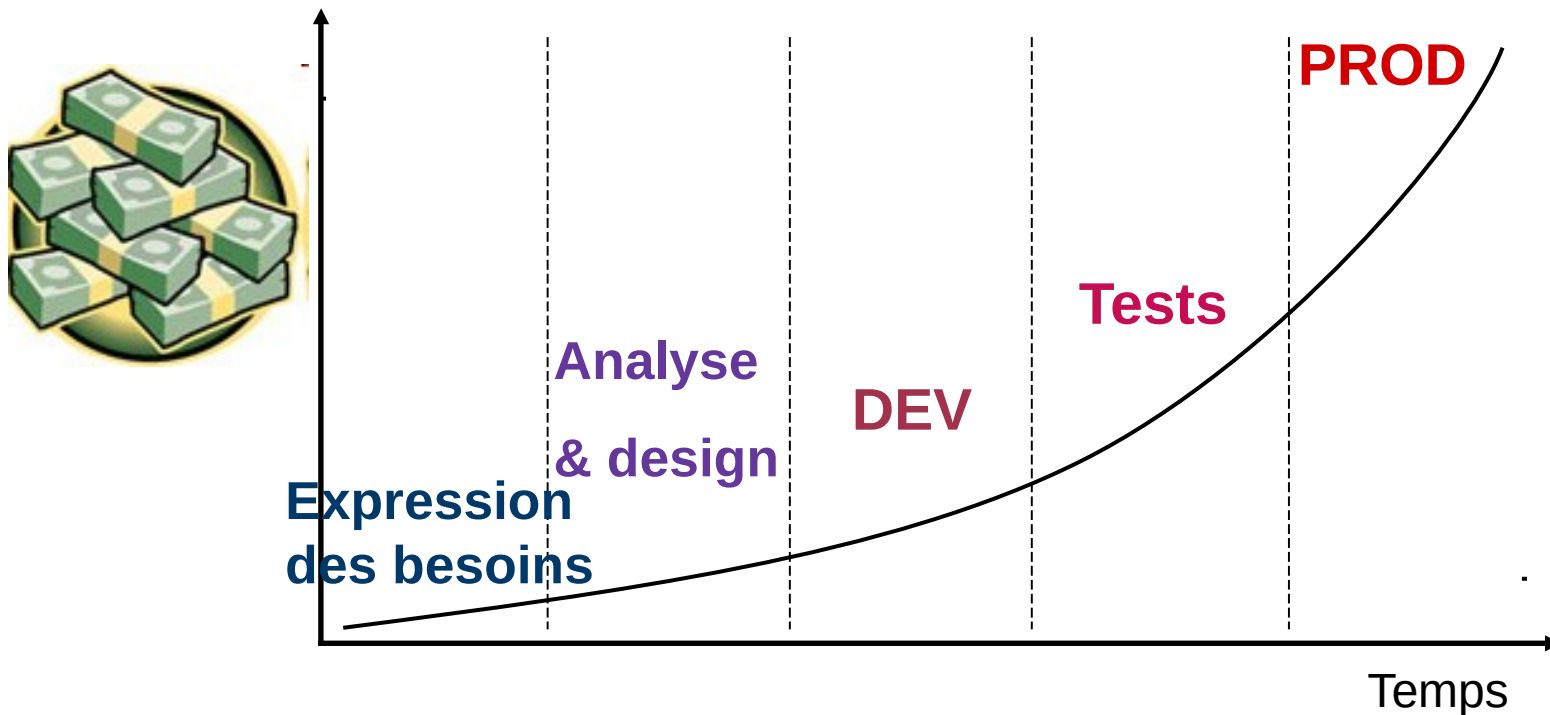 PROD
Tests
Analyse
& design
DEV
Expression
des besoins
Temps